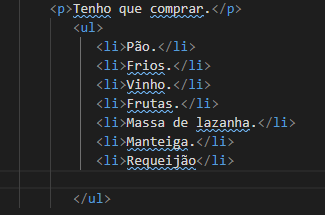 <p>Tenho que comprar.</p>
<ul>
<li>Pão.</li>
<li>Frios.</li>
<li>Vinho.</li>
<li>Frutas.</li>
<li>Massa de lazanha.</li>
<li>Manteiga.</li>
<li>Requeijão</li>
</ul>